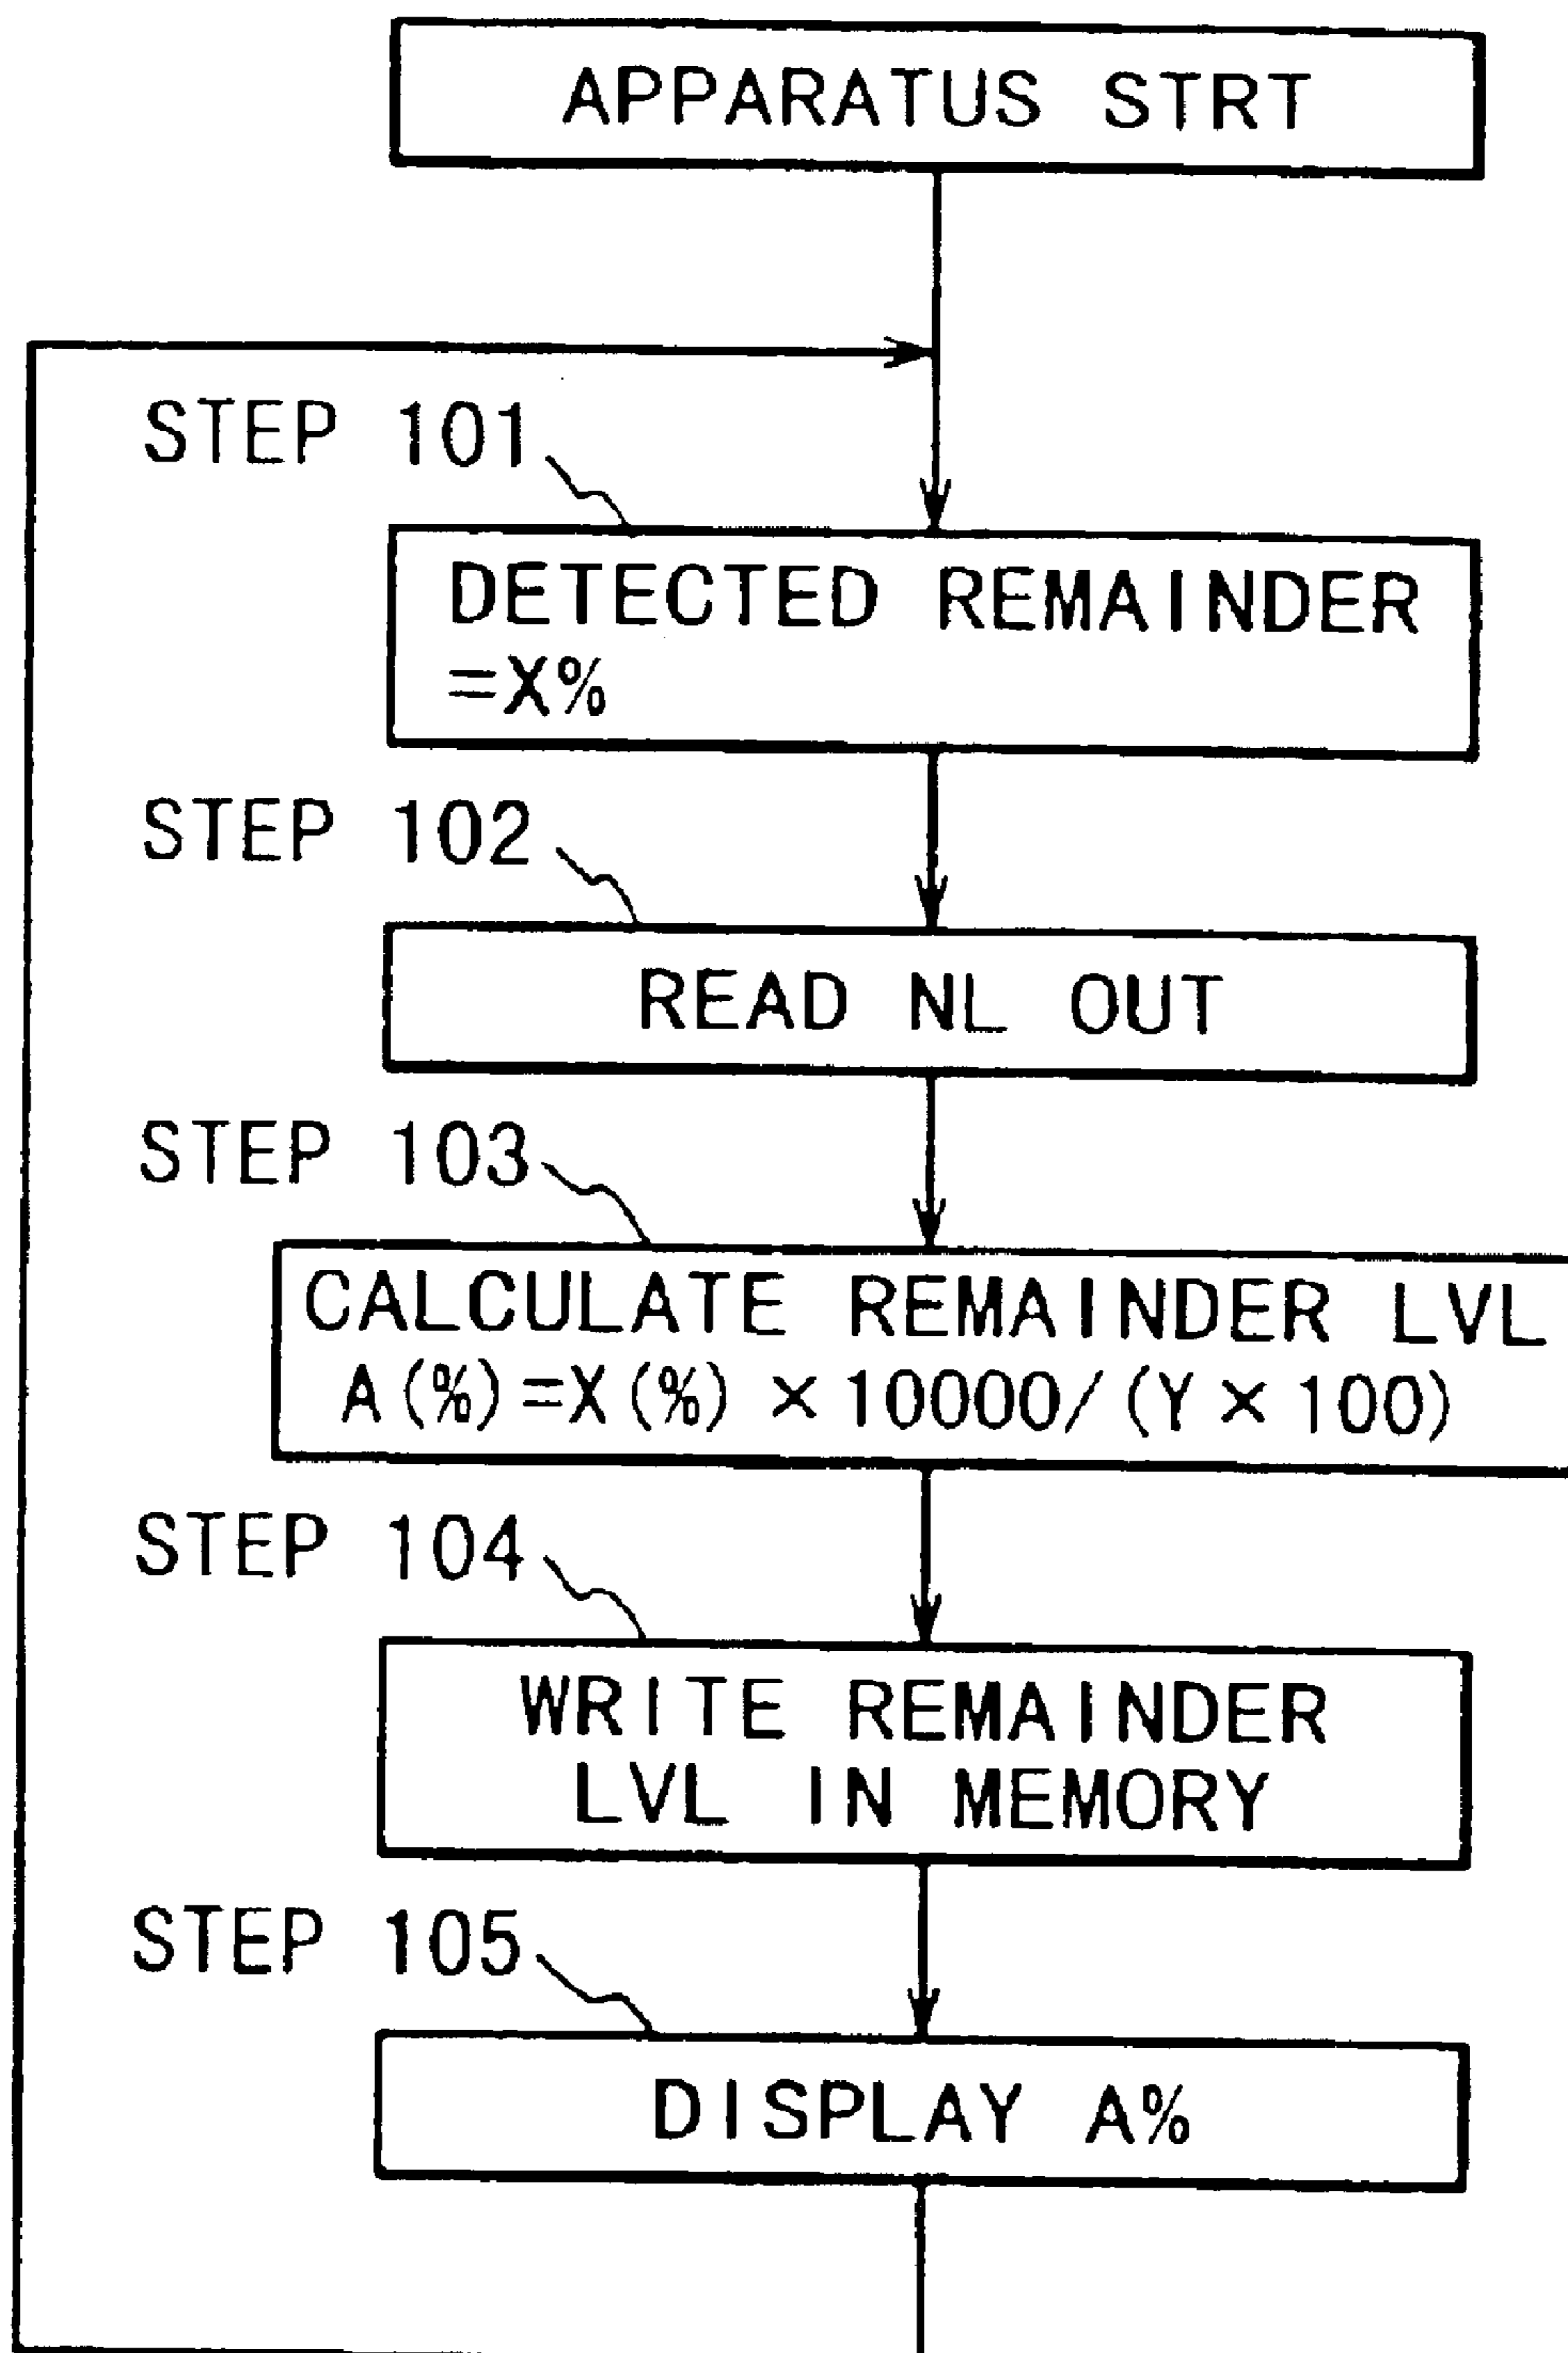 APPARATUS STRT
STEP 101
DETECTED REMAINDER
=X%
STEP 102
READ NL OUT
STEP 103
CALCULATE REMAINDER LVL
A(%)=X(%)×10000/(Y×100)
STEP 104
WRITE REMAINDER
LVL IN MEMORY
STEP 105
DISPLAY A%